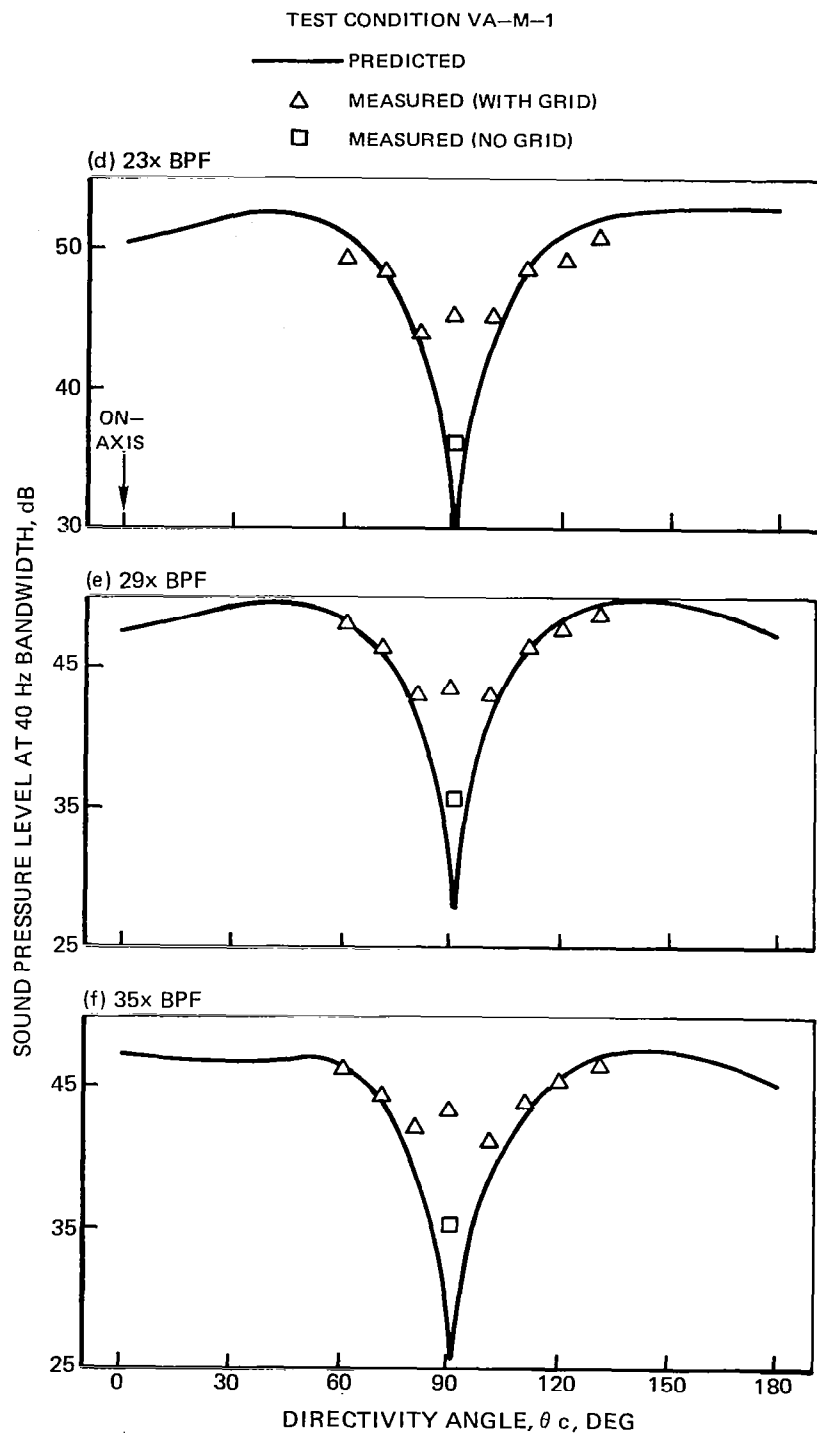 TEST CONDITION VA–M–1
PREDICTED
MEASURED (WITH GRID)
MEASURED (NO GRID)
(d) 23x BPF
50
40
30
ON–
AXIS
(e) 29x BPF
45
35
25
(f) 35x BPF
45
35
25
SOUND PRESSURE LEVEL AT 40 Hz BANDWIDTH, dB
0 30 60 90 120 150 180
DIRECTIVITY ANGLE, θ c, DEG